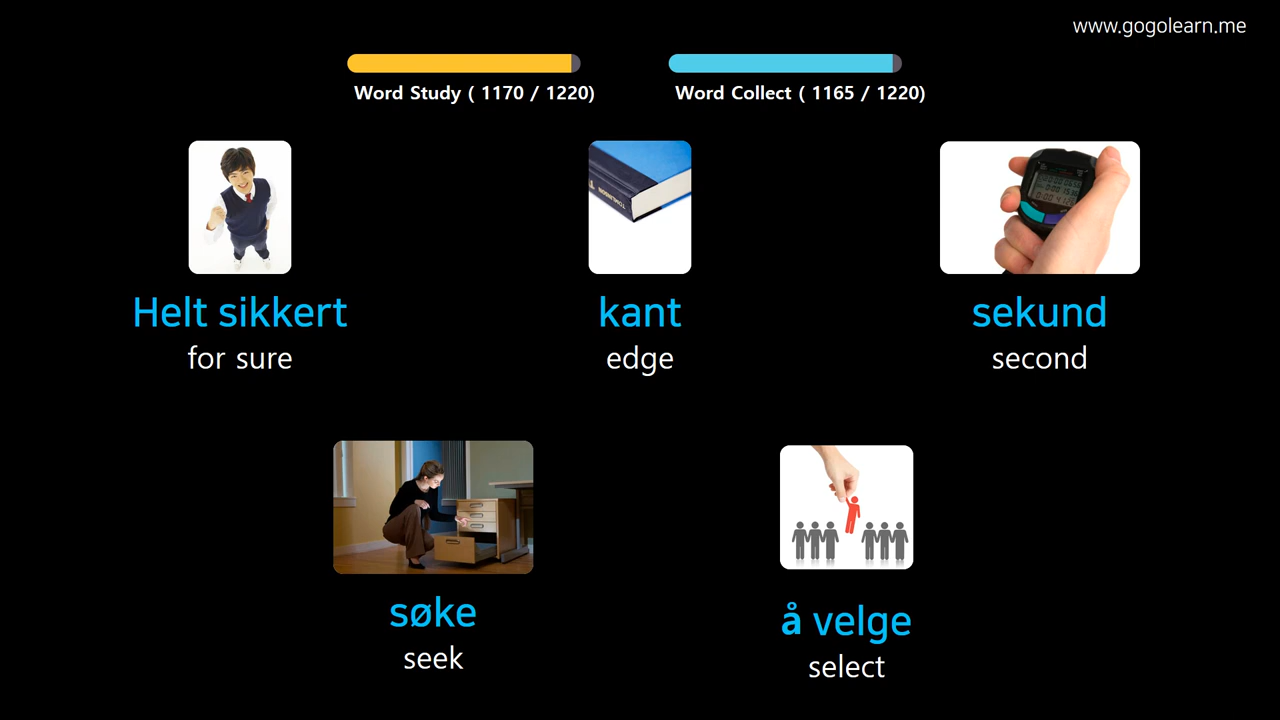 www.gogolearn.me
Word Study ( 1170 / 1220)
Word Collect ( 1165 / 1220)
TOMLINSON
Helt sikkert
for sure
kant
edge
sekund
second
søke
seek
å velge
select